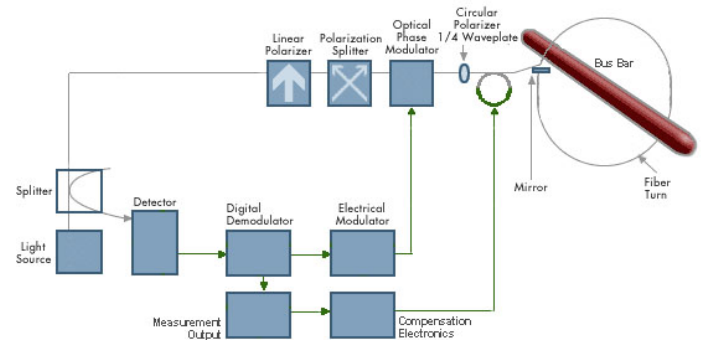 Circular
Polarizer
1/4 Waveplate
Optical
Phase
Modulator
Linear
Polarizer
Polarization
Splitter
Bus Bar
Mirror
Fiber
Turn
Splitter
Detector
Digital
Demodulator
Electrical
Modulator
Light
Source
Measurement
Output
Compensation
Electronics